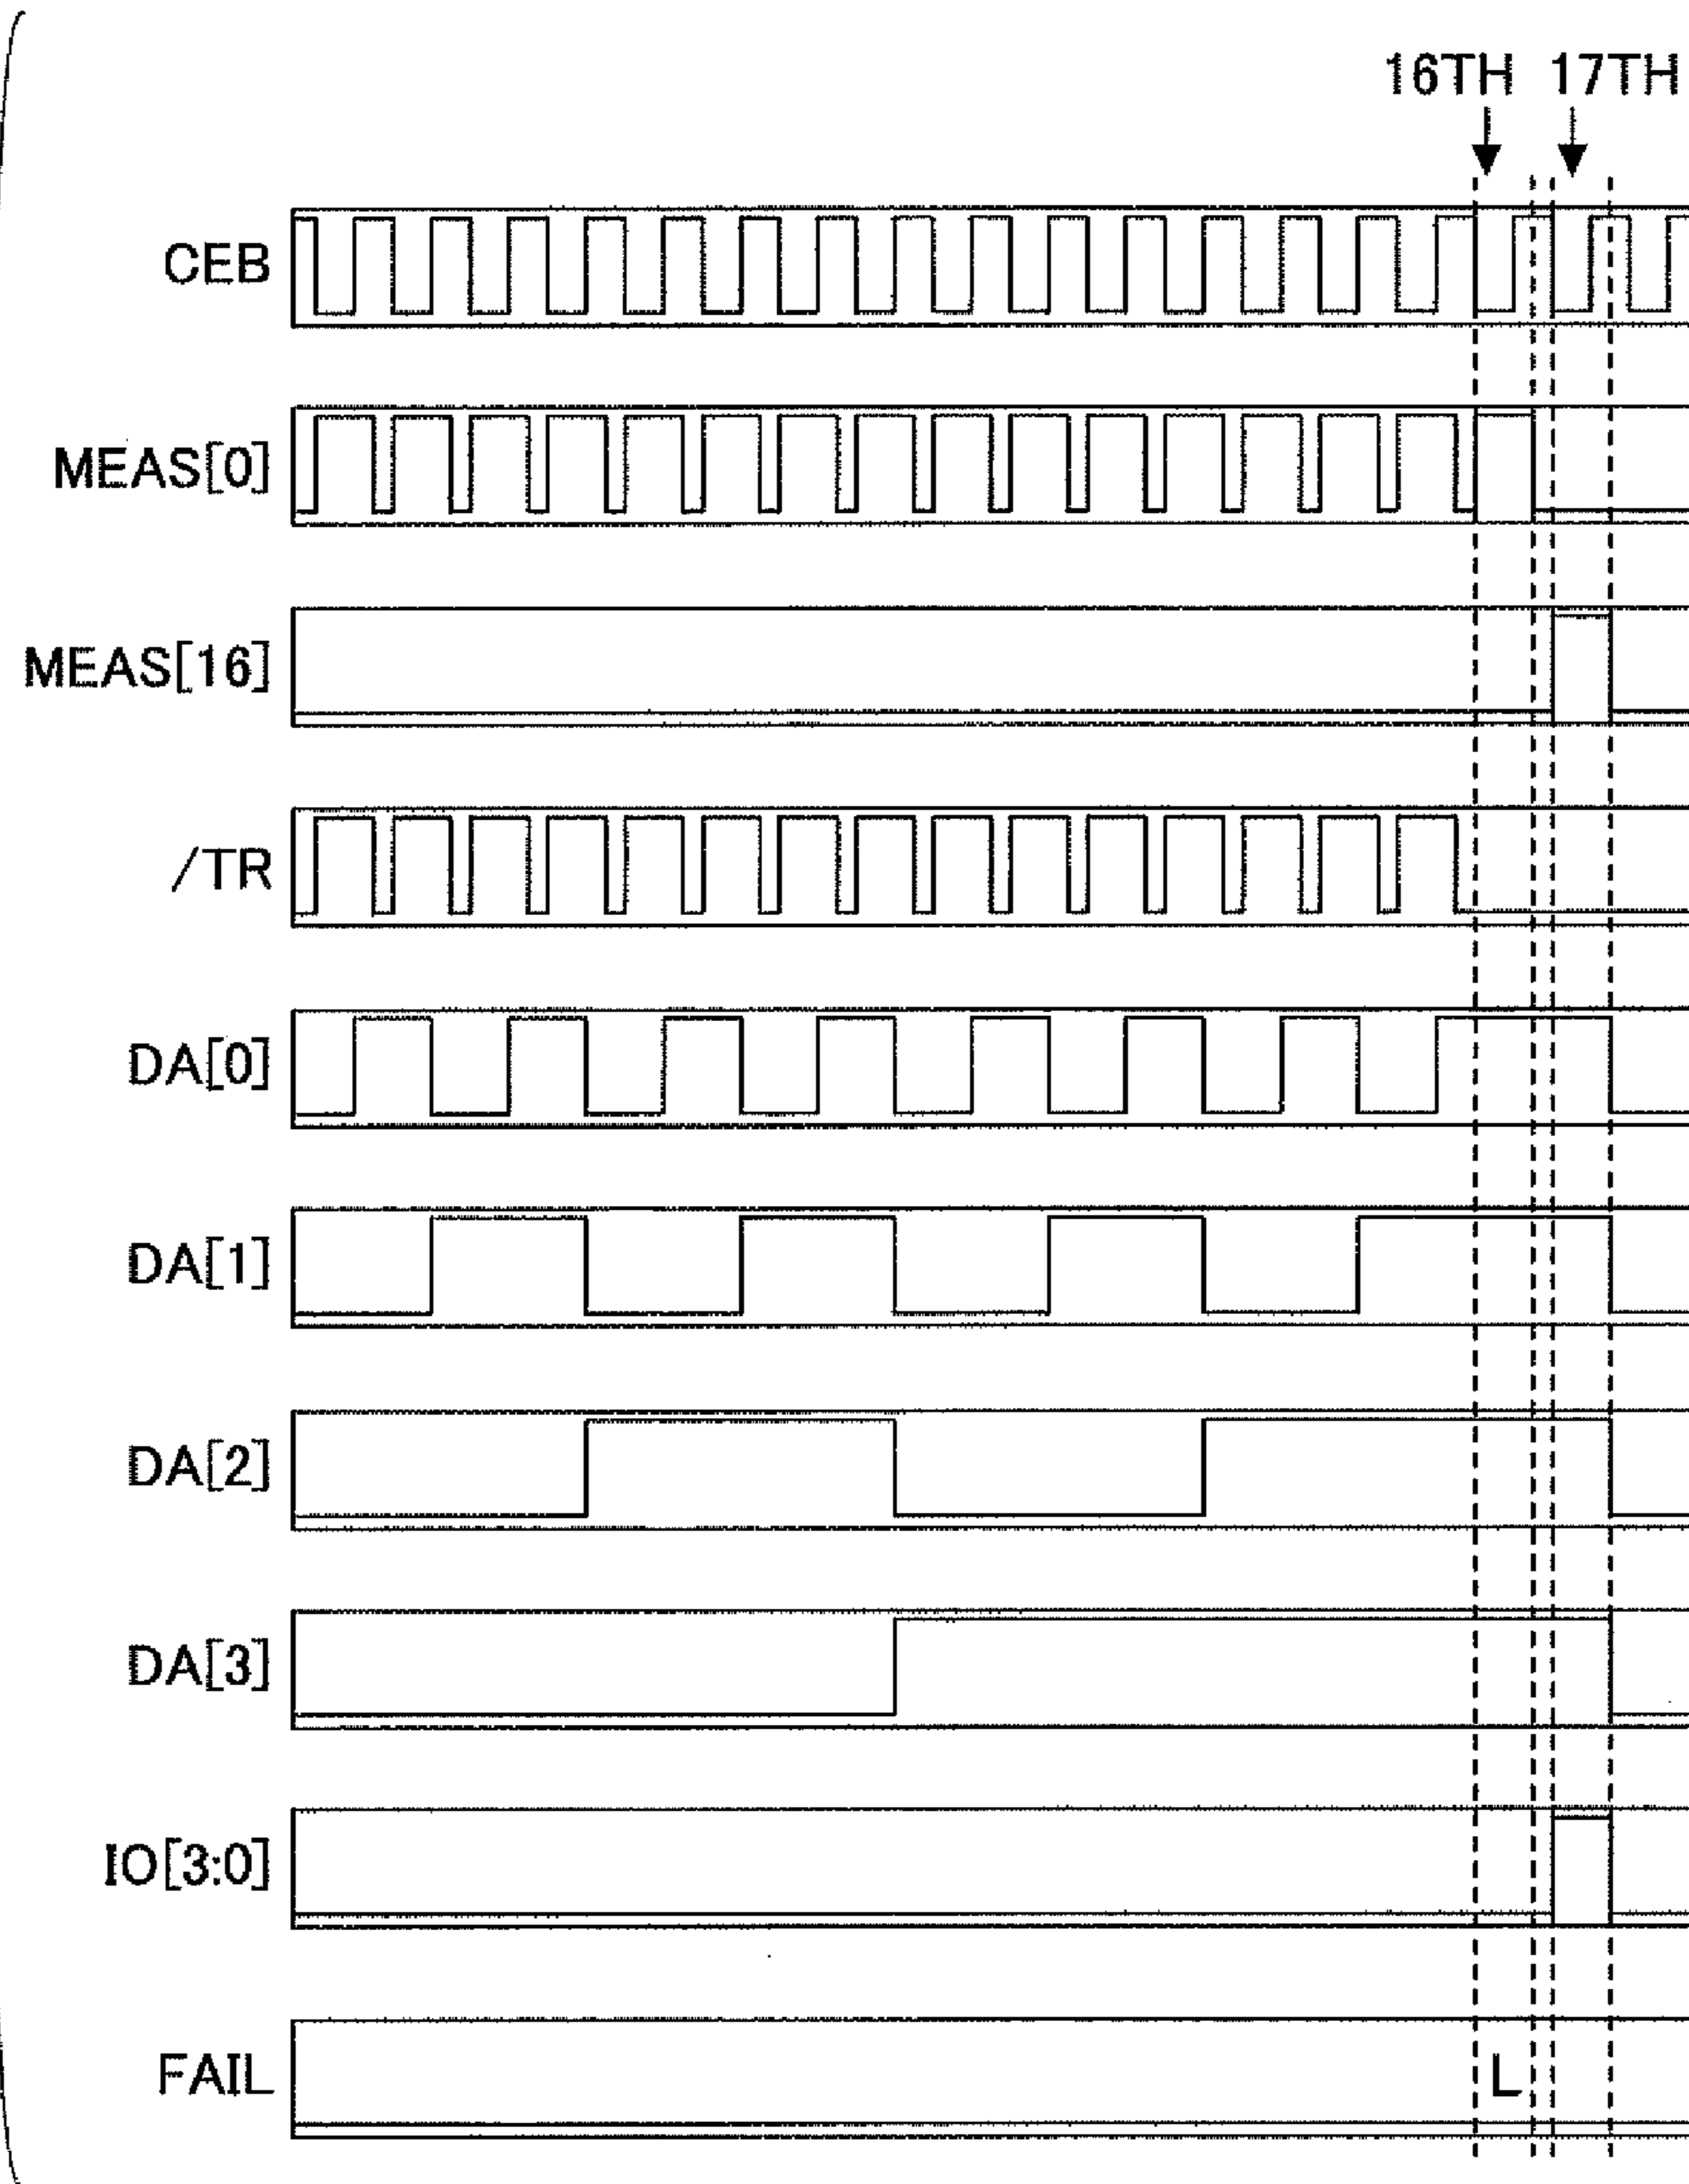 16TH 17TH
CEB
MEAS[0]
MEAS[16]
/TR
DA[0]
DA[1]
DA[2]
DA[3]
IO[3:0]
FAIL L